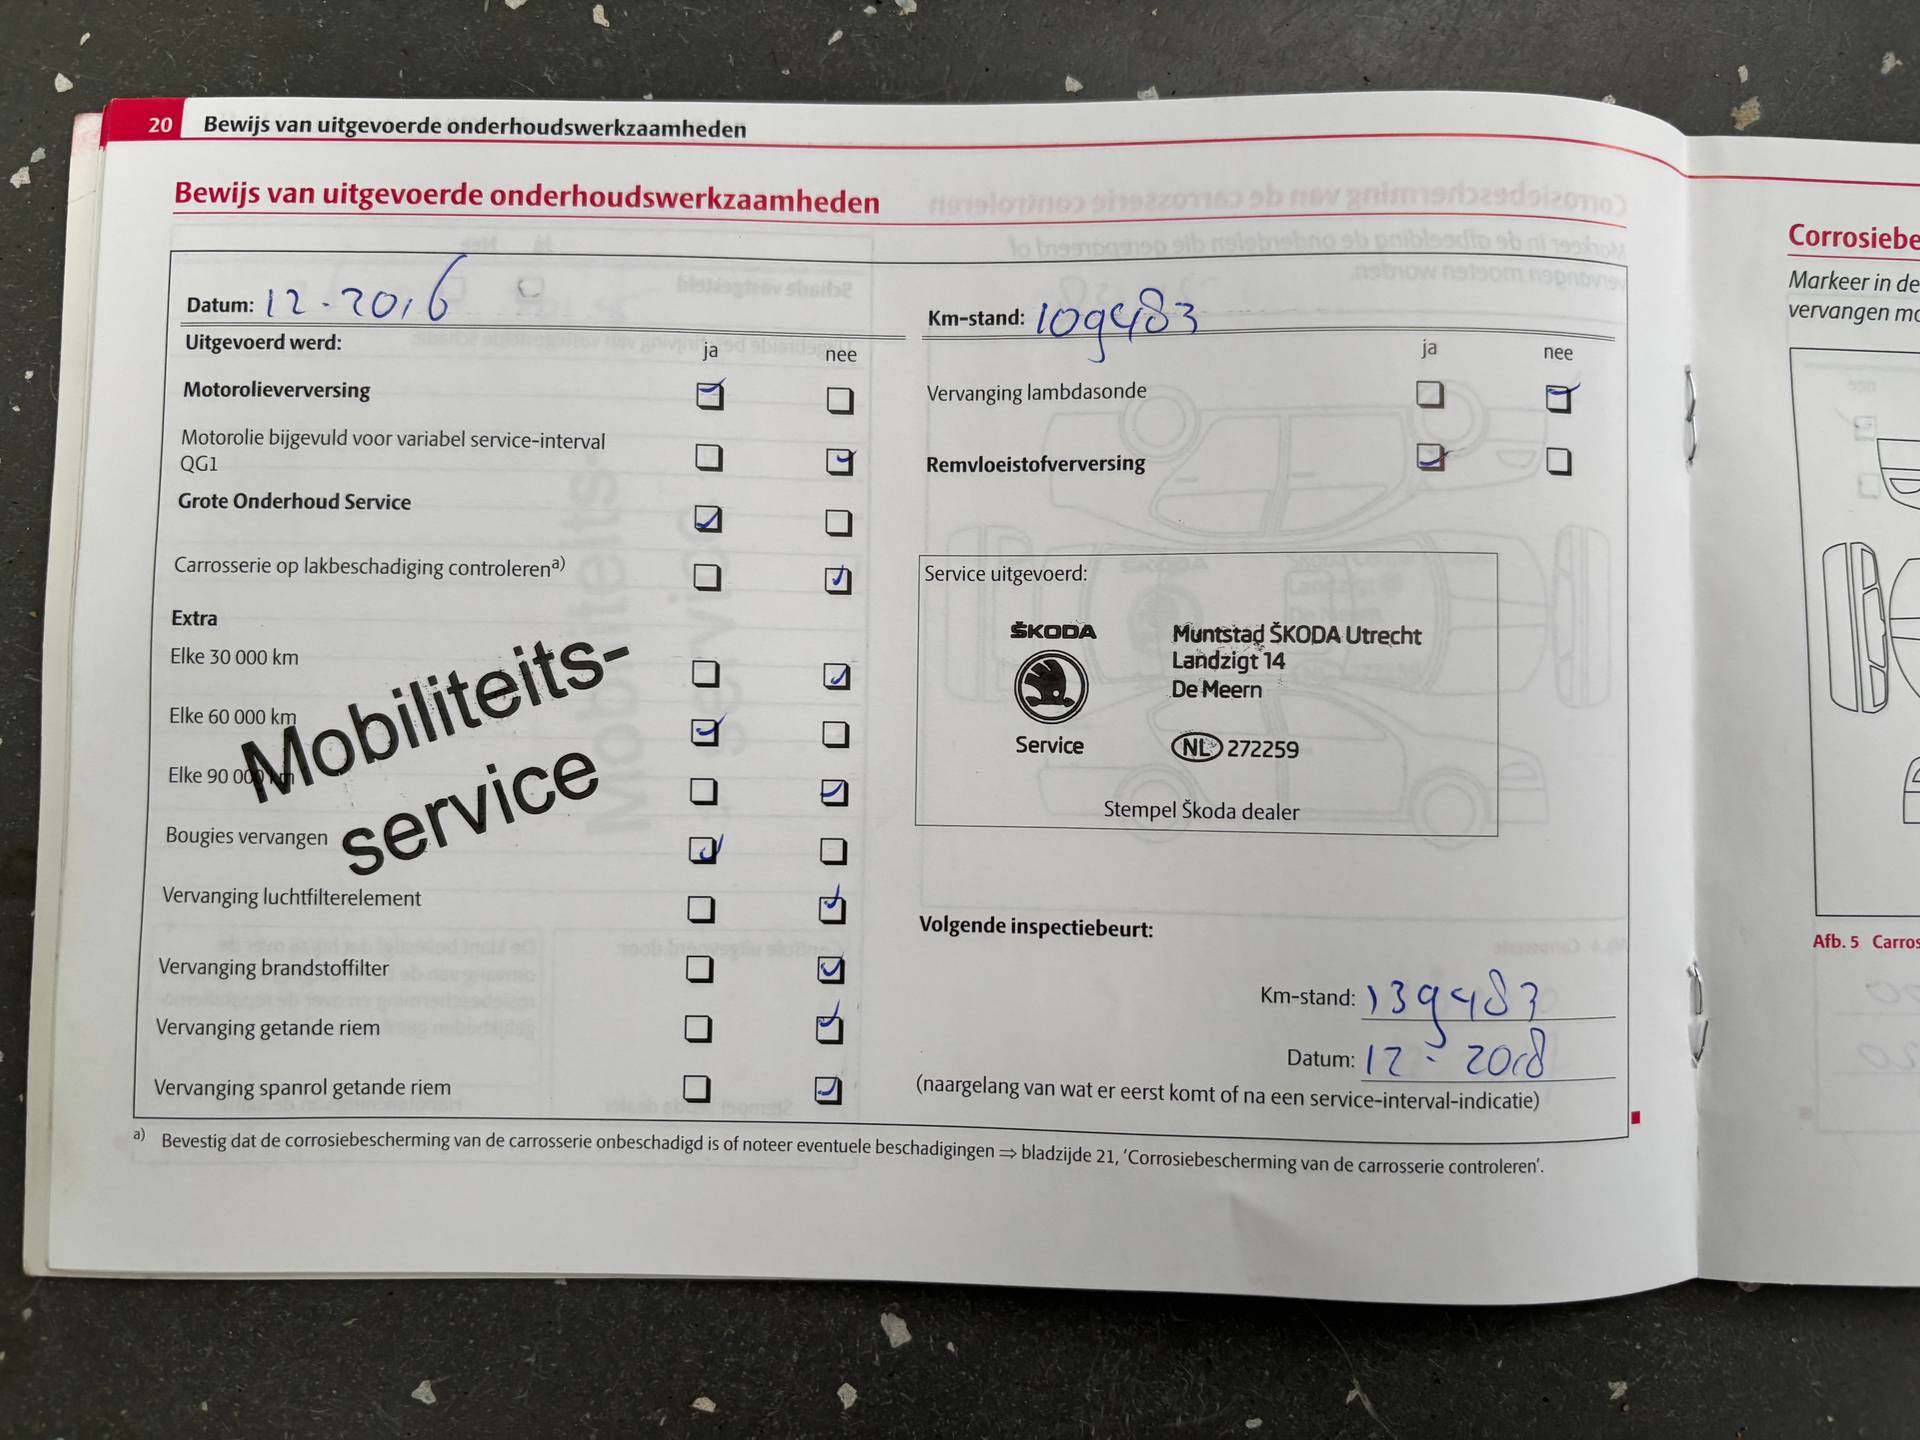 20 Bewijs van uitgevoerde onderhoudswerkzaamheden
Bewijs van uitgevoerde onderhoudswerkzaamheden
Datum: 12-2016
Uitgevoerd werd:
ja nee
Motorolieverversing
Motorolie bijgevuld voor variabel service-interval
QG1
Grote Onderhoud Service
Carrosserie op lakbeschadiging controleren a)
Extra
Elke 30 000 km
Elke 60 000 km
Elke 90 000 km
Mobiliteits-
service
Bougies vervangen
Vervanging luchtfilterelement
Vervanging brandstoffilter
Vervanging getande riem
Vervanging spanrol getande riem
Km-stand: 109483
ja nee
Vervanging lambdasonde
Remvloeistofverversing
Service uitgevoerd:
ŠKODA
Service
Muntstad ŠKODA Utrecht
Landzigt 14
De Meern
NL 272259
Stempel Škoda dealer
Volgende inspectiebeurt:
Km-stand: 139483
Datum: 12-2018
(naargelang van wat er eerst komt of na een service-interval-indicatie)
a) Bevestig dat de corrosiebescherming van de carrosserie onbeschadigd is of noteer eventuele beschadigingen ⇒ bladzijde 21, 'Corrosiebescherming van de carrosserie controleren'.
Corrosiebe
Markeer in de
vervangen mo
Afb. 5 Carros